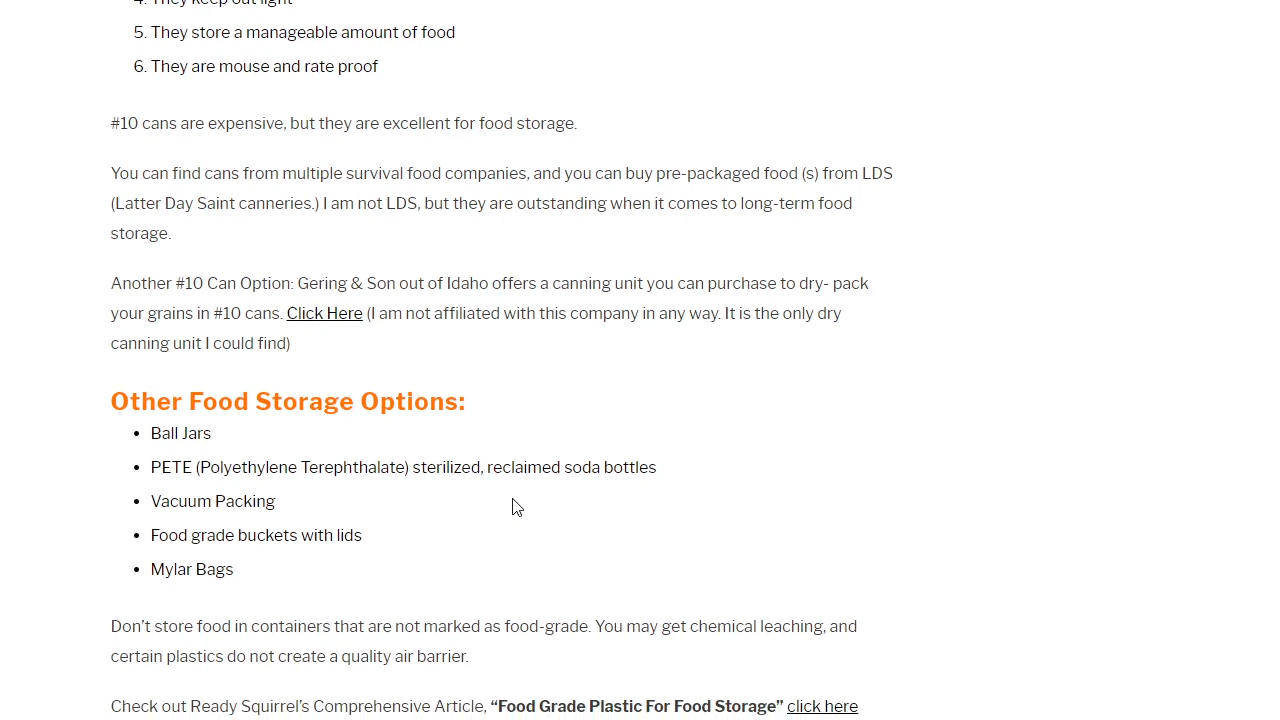 4. They keep out light
5. They store a manageable amount of food
6. They are mouse and rate proof
#10 cans are expensive, but they are excellent for food storage.
You can find cans from multiple survival food companies, and you can buy pre-packaged food (s) from LDS
(Latter Day Saint canneries.) I am not LDS, but they are outstanding when it comes to long-term food
storage.
Another #10 Can Option: Gering & Son out of Idaho offers a canning unit you can purchase to dry- pack
your grains in #10 cans. Click Here (I am not affiliated with this company in any way. It is the only dry
canning unit I could find)
Other Food Storage Options:
• Ball Jars
• PETE (Polyethylene Terephthalate) sterilized, reclaimed soda bottles
• Vacuum Packing
• Food grade buckets with lids
• Mylar Bags
Don’t store food in containers that are not marked as food-grade. You may get chemical leaching, and
certain plastics do not create a quality air barrier.
Check out Ready Squirrel’s Comprehensive Article, “Food Grade Plastic For Food Storage” click here